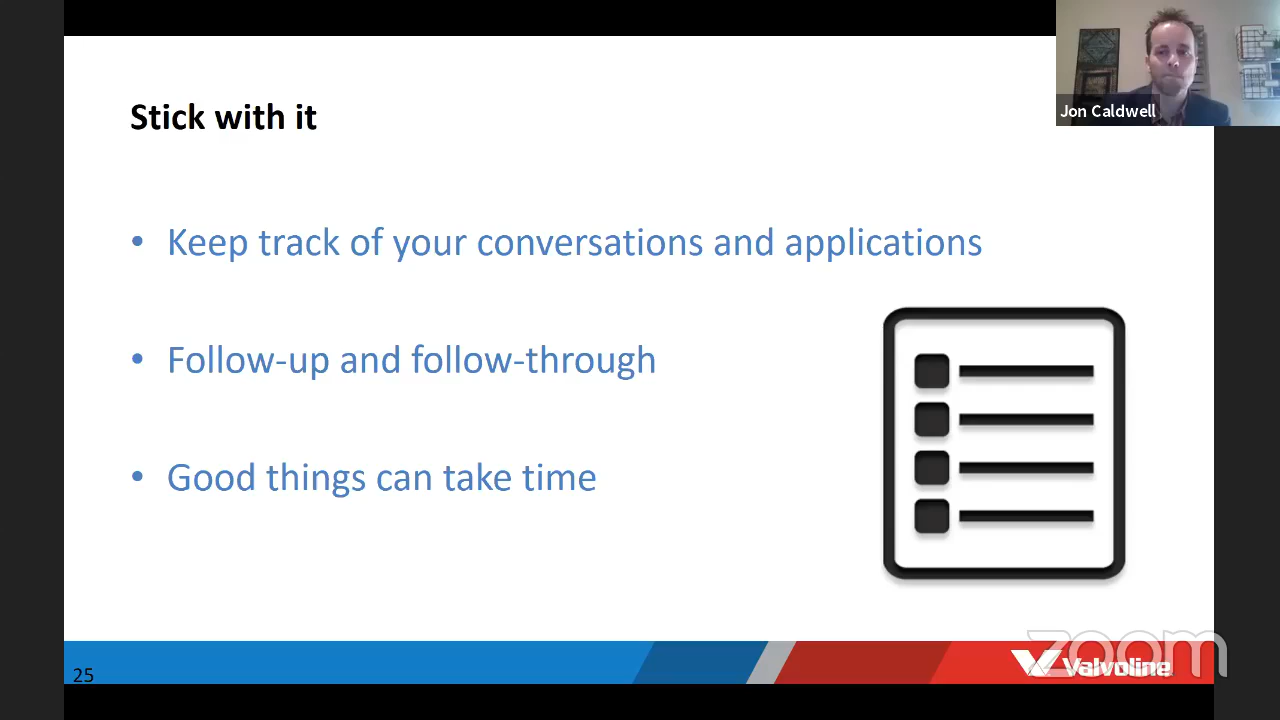 Jon Caldwell
Stick with it
• Keep track of your conversations and applications
• Follow-up and follow-through
• Good things can take time
zoom
Valvoline
25